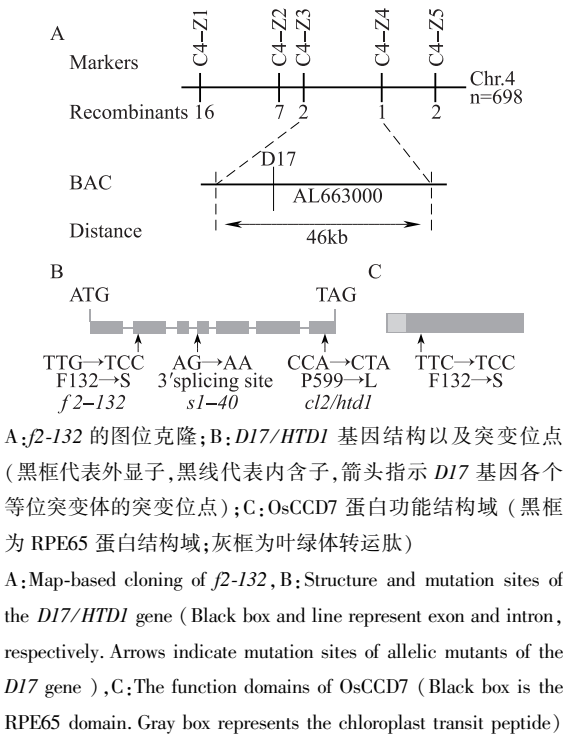 A
Markers
C4-Z1
C4-Z2
C4-Z3
C4-Z4
C4-Z5
Chr.4
n=698
Recombinants 16 7 2 1 2
D17
BAC
AL663000
Distance
46kb
B
C
ATG
TAG
TTG→TCC
F132→S
f 2-132
AG→AA
3′splicing site
s1-40
CCA→CTA
P599→L
cl2/htd1
TTC→TCC
F132→S
A:f2-132 的图位克隆;B:D17/HTD1 基因结构以及突变位点
(黑框代表外显子,黑线代表内含子,箭头指示 D17 基因各个
等位突变体的突变位点);C:OsCCD7 蛋白功能结构域 (黑框
为 RPE65 蛋白结构域;灰框为叶绿体转运肽)
A:Map-based cloning of f2-132, B:Structure and mutation sites of
the D17/HTD1 gene ( Black box and line represent exon and intron,
respectively. Arrows indicate mutation sites of allelic mutants of the
D17 gene ),C:The function domains of OsCCD7 ( Black box is the
RPE65 domain. Gray box represents the chloroplast transit peptide)